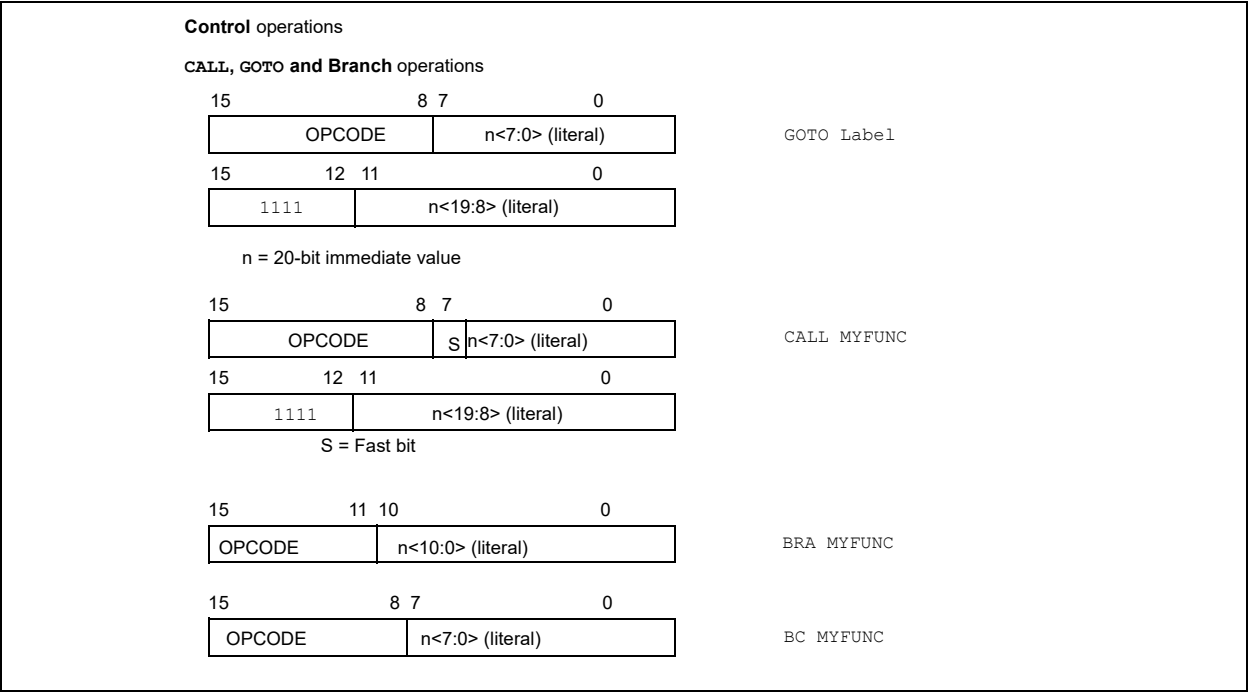 Control operations
CALL, GOTO and Branch operations
15 8 7 0
OPCODE n<7:0> (literal) GOTO Label
15 12 11 0
1111 n<19:8> (literal)
n = 20-bit immediate value
15 8 7 0
OPCODE S n<7:0> (literal) CALL MYFUNC
15 12 11 0
1111 n<19:8> (literal)
S = Fast bit
15 11 10 0
OPCODE n<10:0> (literal) BRA MYFUNC
15 8 7 0
OPCODE n<7:0> (literal) BC MYFUNC